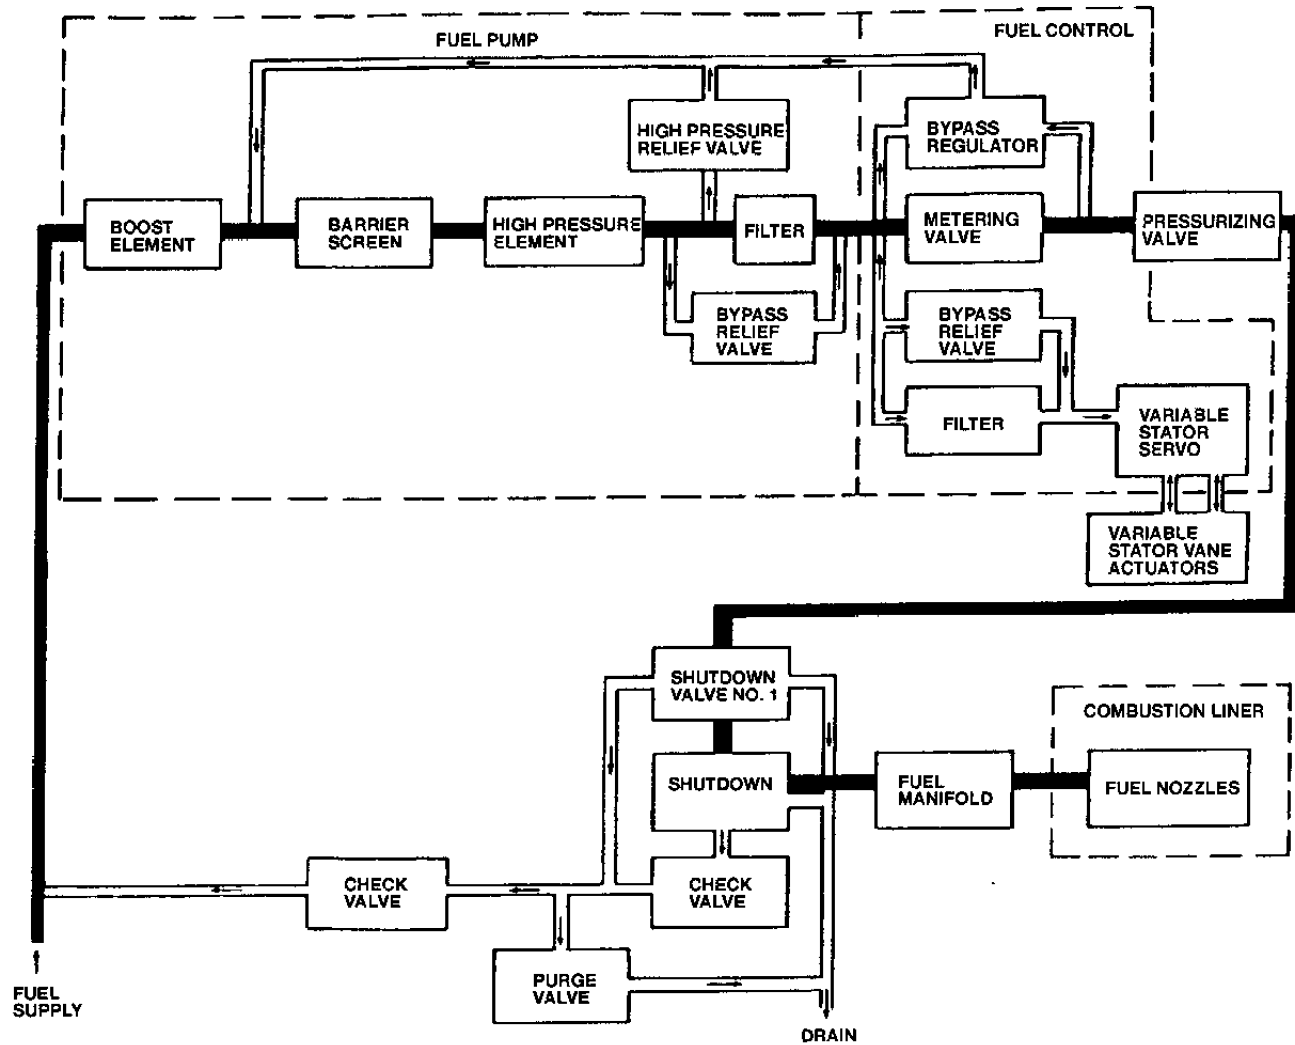 FUEL PUMP
FUEL CONTROL
HIGH PRESSURE
RELIEF VALVE
BYPASS
REGULATOR
BOOST
ELEMENT
BARRIER
SCREEN
HIGH PRESSURE
ELEMENT
FILTER
METERING
VALVE
PRESSURIZING
VALVE
BYPASS
RELIEF
VALVE
BYPASS
RELIEF
VALVE
FILTER
VARIABLE
STATOR
SERVO
VARIABLE
STATOR VANE
ACTUATORS
SHUTDOWN
VALVE NO. 1
COMBUSTION LINER
SHUTDOWN
FUEL
MANIFOLD
FUEL NOZZLES
CHECK
VALVE
CHECK
VALVE
PURGE
VALVE
FUEL
SUPPLY
DRAIN